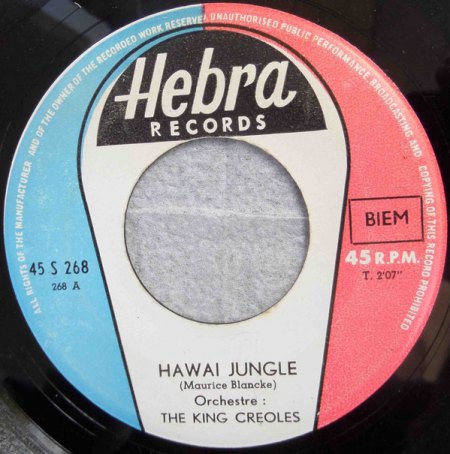 ALL RIGHTS OF THE MANUFACTURER AND OF THE OWNER OF THE RECORDED WORK RESERVED UNAUTHORISED PUBLIC PERFORMANCE BROADCASTING AND COPYING OF THIS RECORD PROHIBITED
Hebra
RECORDS
BIEM
45 S 268
45 R.P.M.
268 A
T. 2'07"
HAWAI JUNGLE
(Maurice Blancke)
Orchestre :
THE KING CREOLES